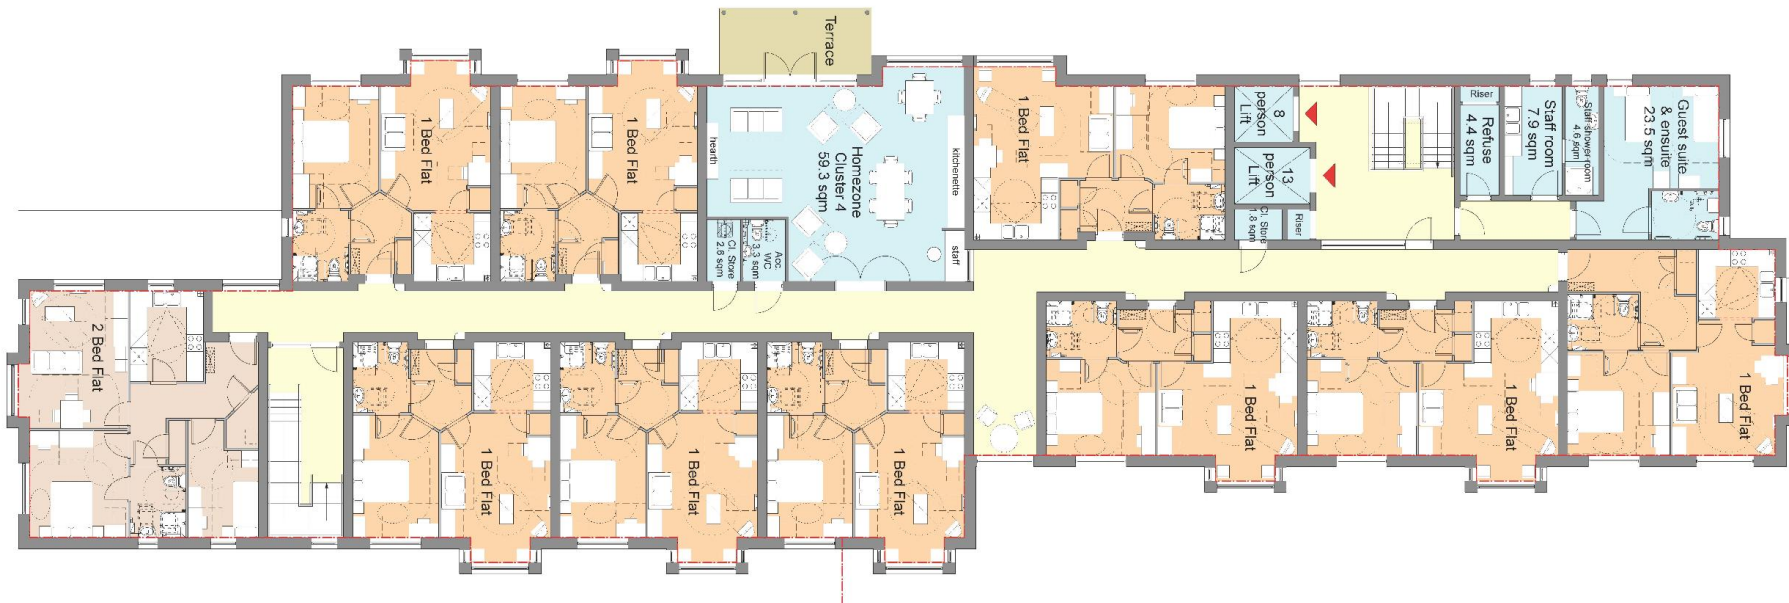 Terrace
1 Bed Flat
1 Bed Flat
hearth
Homezone
Cluster 4
59.3 sqm
kitchenette
staff
Cl. Store
2.6 sqm
Acc.
WC
3.3 sqm
1 Bed Flat
8
person
Lift
13
person
Lift
Cl. Store
1.8 sqm
Riser
Riser
Refuse
4.4 sqm
Staff room
7.9 sqm
Staff shower room
4.6 sqm
Guest suite
& ensuite
23.5 sqm
2 Bed Flat
1 Bed Flat
1 Bed Flat
1 Bed Flat
1 Bed Flat
1 Bed Flat
1 Bed Flat